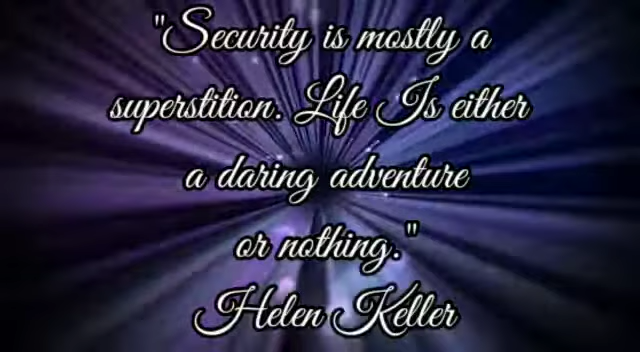 "Security is mostly a
superstition. Life Is either
a daring adventure
or nothing."
Helen Keller